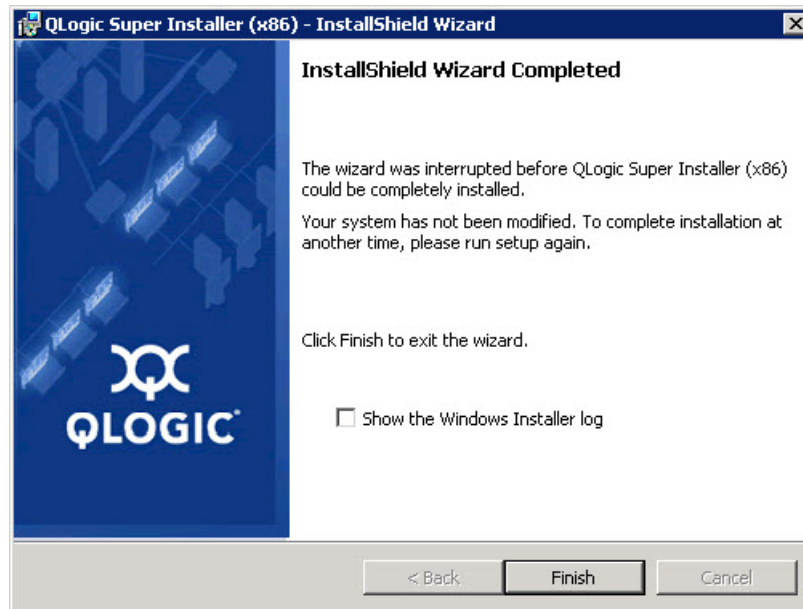 QLogic Super Installer (x86) - InstallShield Wizard
InstallShield Wizard Completed
The wizard was interrupted before QLogic Super Installer (x86)
could be completely installed.
Your system has not been modified. To complete installation at
another time, please run setup again.
Click Finish to exit the wizard.
QLOGIC
Show the Windows Installer log
< Back
Finish
Cancel